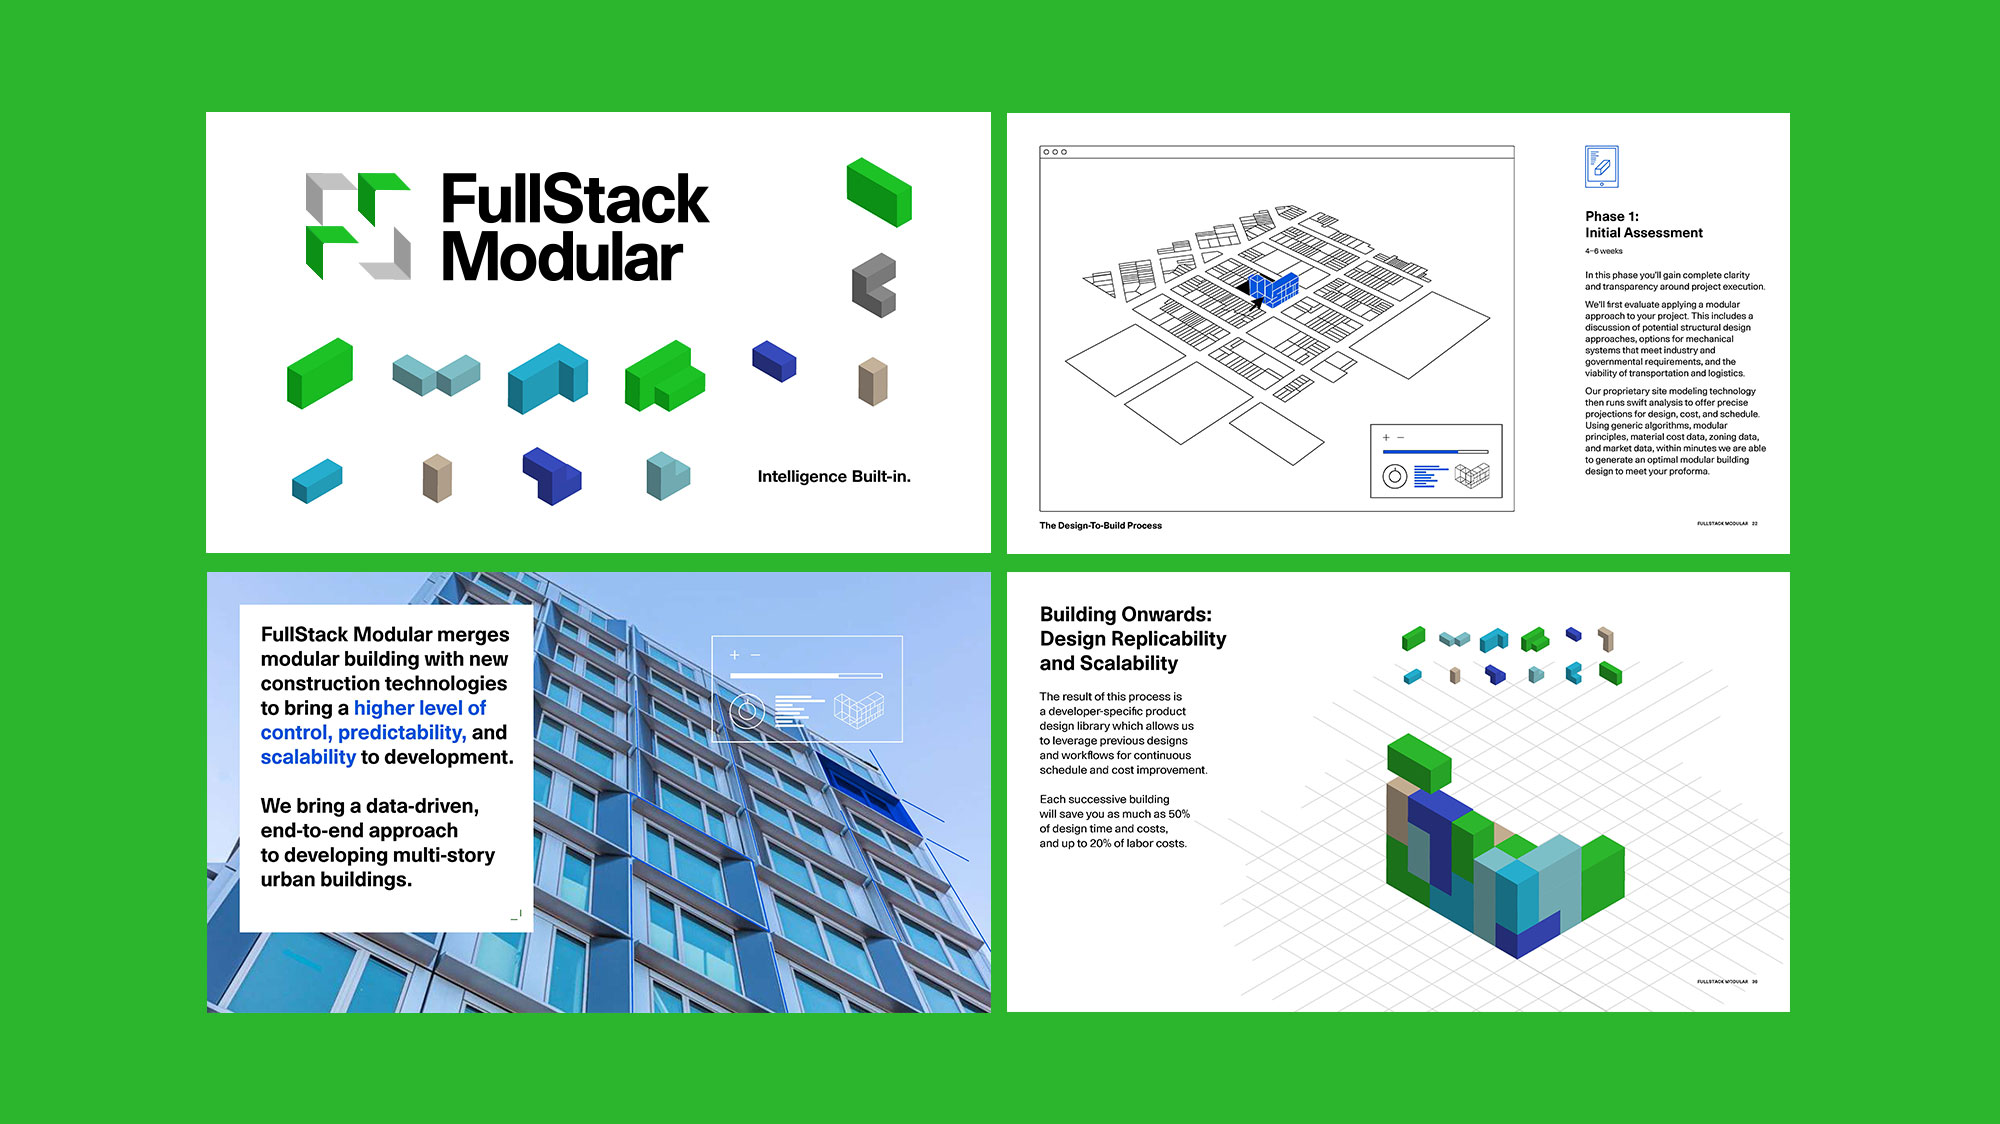 FullStack
Modular
Intelligence Built-in.
Phase 1:
Initial Assessment
4–6 weeks
In this phase you'll gain complete clarity
and transparency around project execution.
We'll first evaluate applying a modular
approach to your project. This includes a
discussion of potential structural design
approaches, options for mechanical
systems that meet industry and
governmental requirements, and the
viability of transportation and logistics.
Our proprietary site modeling technology
then runs swift analysis to offer precise
projections for design, cost, and schedule.
Using generic algorithms, modular
principles, material cost data, zoning data,
and market data, within minutes we are able
to generate an optimal modular building
design to meet your proforma.
The Design-To-Build Process
FULLSTACK MODULAR 22
FullStack Modular merges
modular building with new
construction technologies
to bring a higher level of
control, predictability, and
scalability to development.
We bring a data-driven,
end-to-end approach
to developing multi-story
urban buildings.
Building Onwards:
Design Replicability
and Scalability
The result of this process is
a developer-specific product
design library which allows us
to leverage previous designs
and workflows for continuous
schedule and cost improvement.
Each successive building
will save you as much as 50%
of design time and costs,
and up to 20% of labor costs.
FULLSTACK MODULAR 30